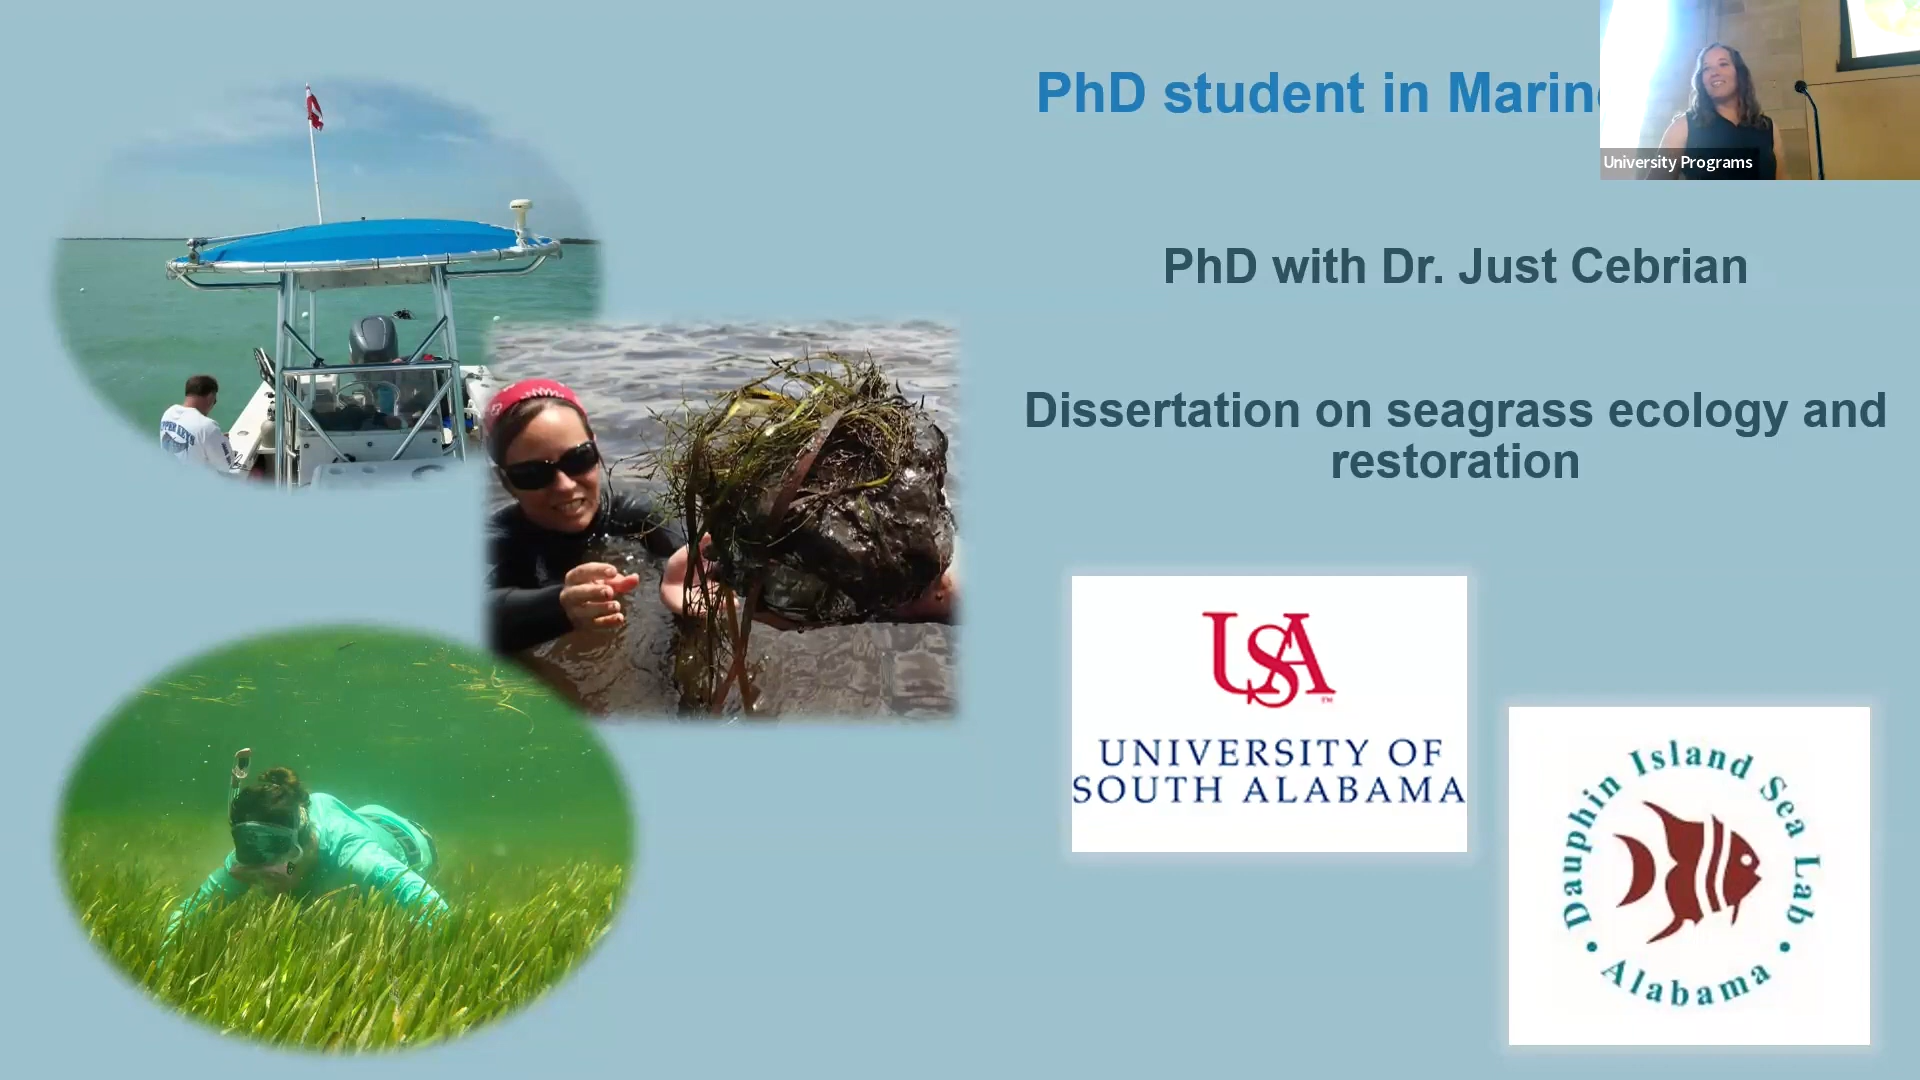 PhD student in Marin
University Programs
PhD with Dr. Just Cebrian
Dissertation on seagrass ecology and
restoration
USA
UNIVERSITY OF
SOUTH ALABAMA
Dauphin Island Sea Lab
• Alabama •